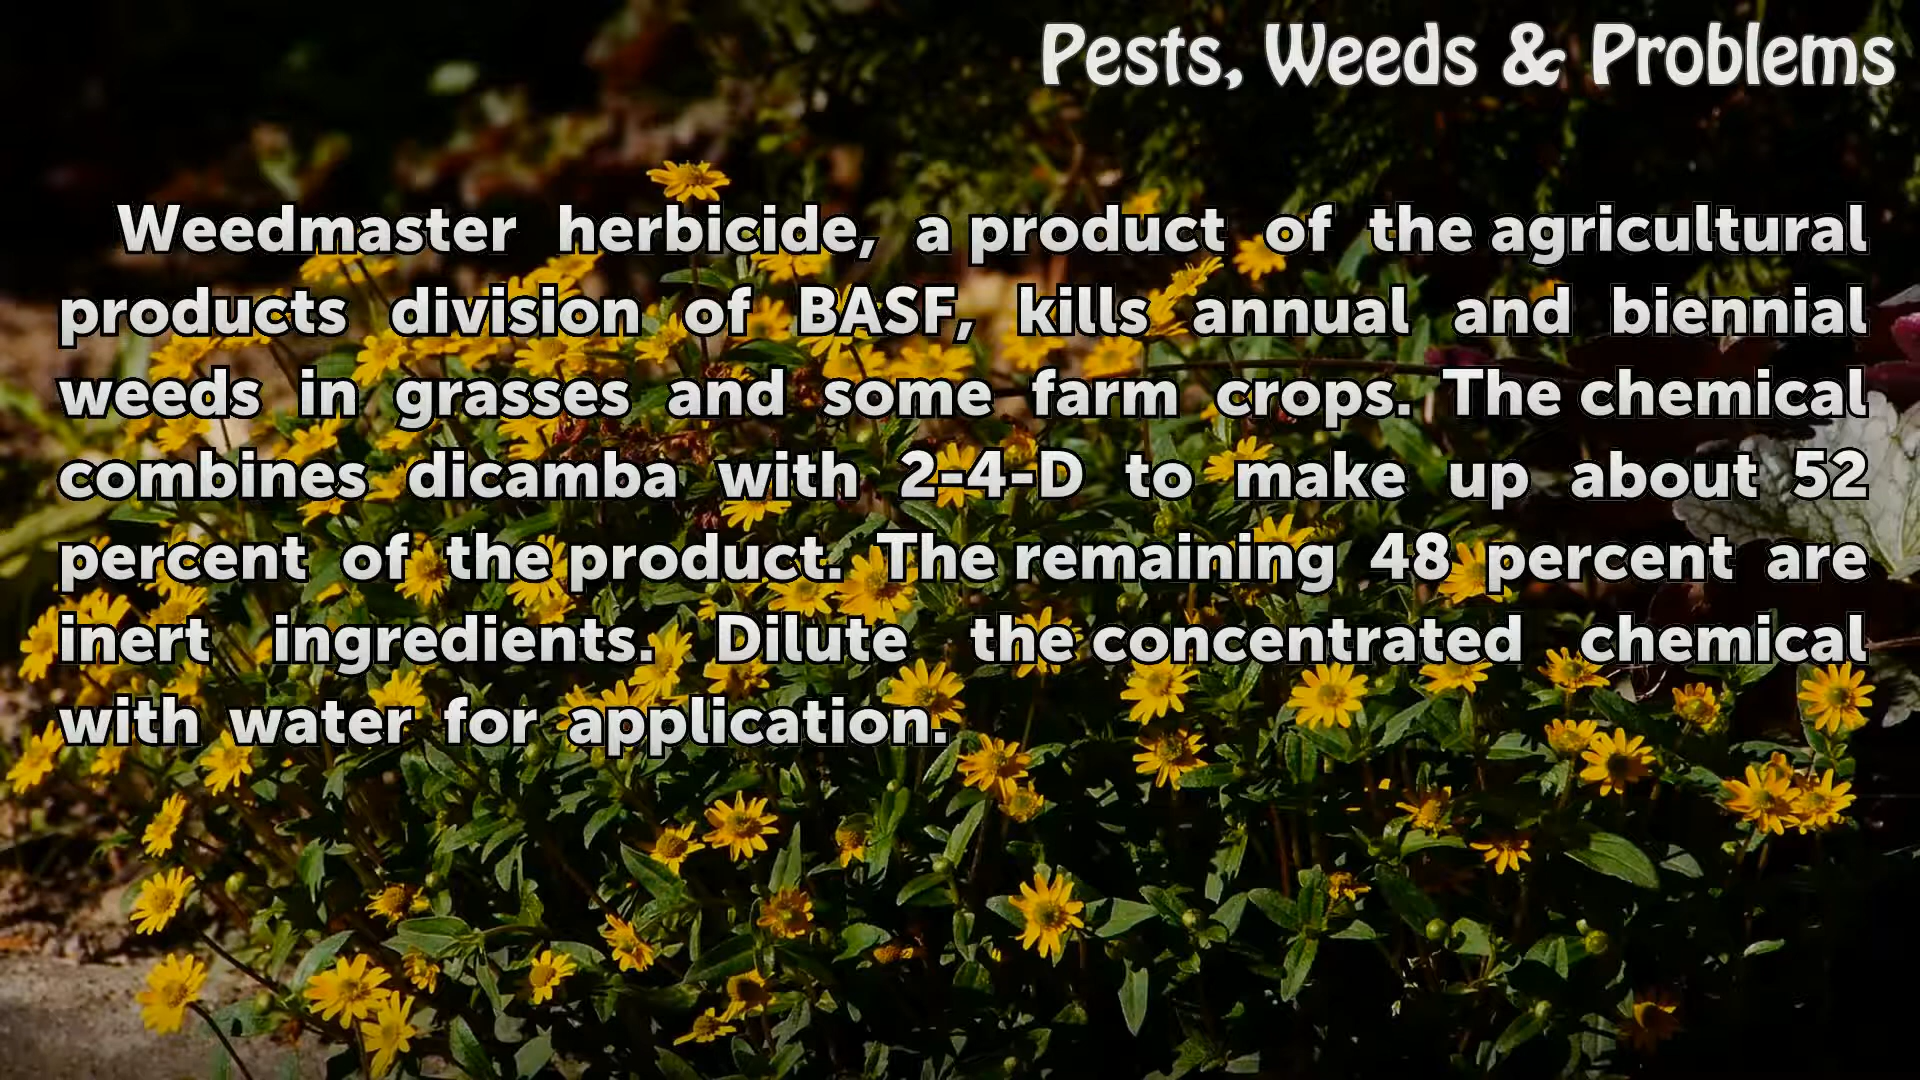 Pests, Weeds & Problems
Weedmaster herbicide, a product of the agricultural
products division of BASF, kills annual and biennial
weeds in grasses and some farm crops. The chemical
combines dicamba with 2-4-D to make up about 52
percent of the product. The remaining 48 percent are
inert ingredients. Dilute the concentrated chemical
with water for application.